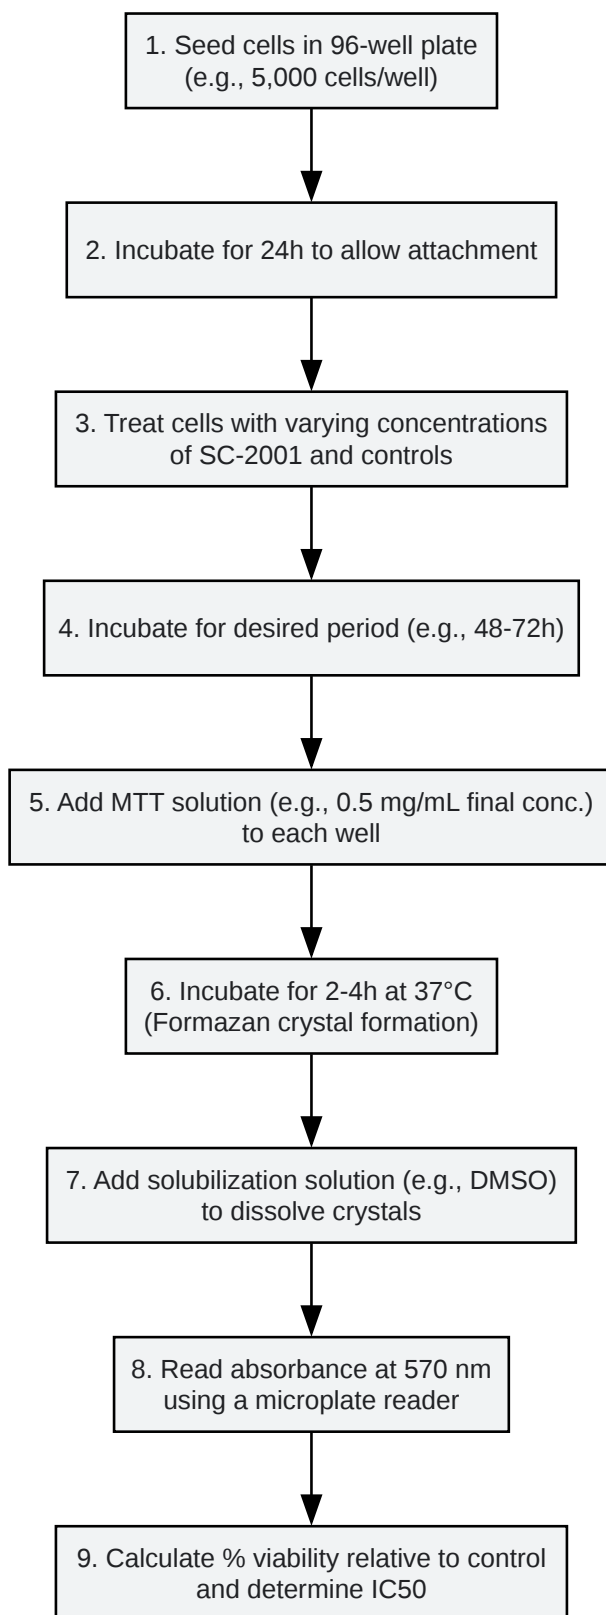 1. Seed cells in 96-well plate
(e.g., 5,000 cells/well)
2. Incubate for 24h to allow attachment
3. Treat cells with varying concentrations
of SC-2001 and controls
4. Incubate for desired period (e.g., 48-72h)
5. Add MTT solution (e.g., 0.5 mg/mL final conc.)
to each well
6. Incubate for 2-4h at 37°C
(Formazan crystal formation)
7. Add solubilization solution (e.g., DMSO)
to dissolve crystals
8. Read absorbance at 570 nm
using a microplate reader
9. Calculate % viability relative to control
and determine IC50